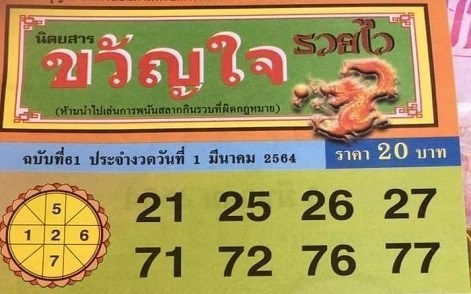 นิตยสาร
ขวัญใจ รวยไว
(ห้ามนำไปเล่นการพนันสลากกินรวบที่ผิดกฎหมาย)
ฉบับที่61 ประจำงวดวันที่ 1 มีนาคม 2564 ราคา 20 บาท
5
1 2 6
7
21 25 26 27
71 72 76 77